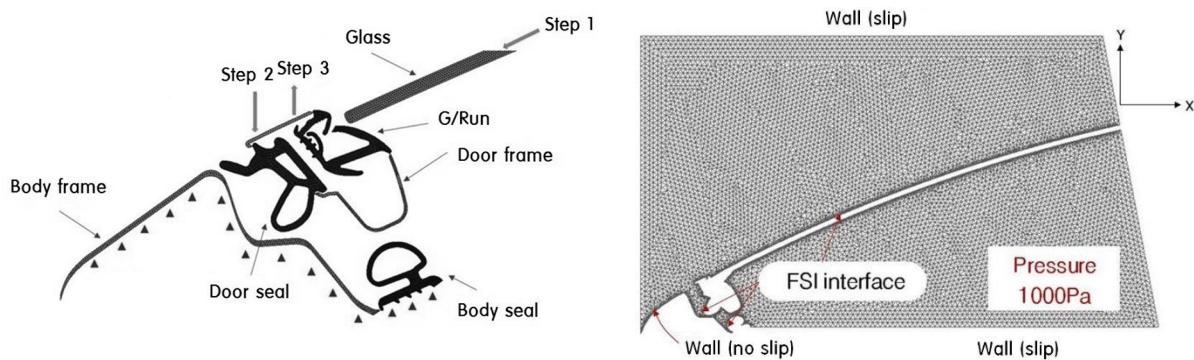 Step 1
Glass
Step 3
Step 2
G/Run
Door frame
Body frame
Door seal
Body seal
Wall (slip)
Y
X
FSI interface
Pressure
1000Pa
Wall (no slip)
Wall (slip)